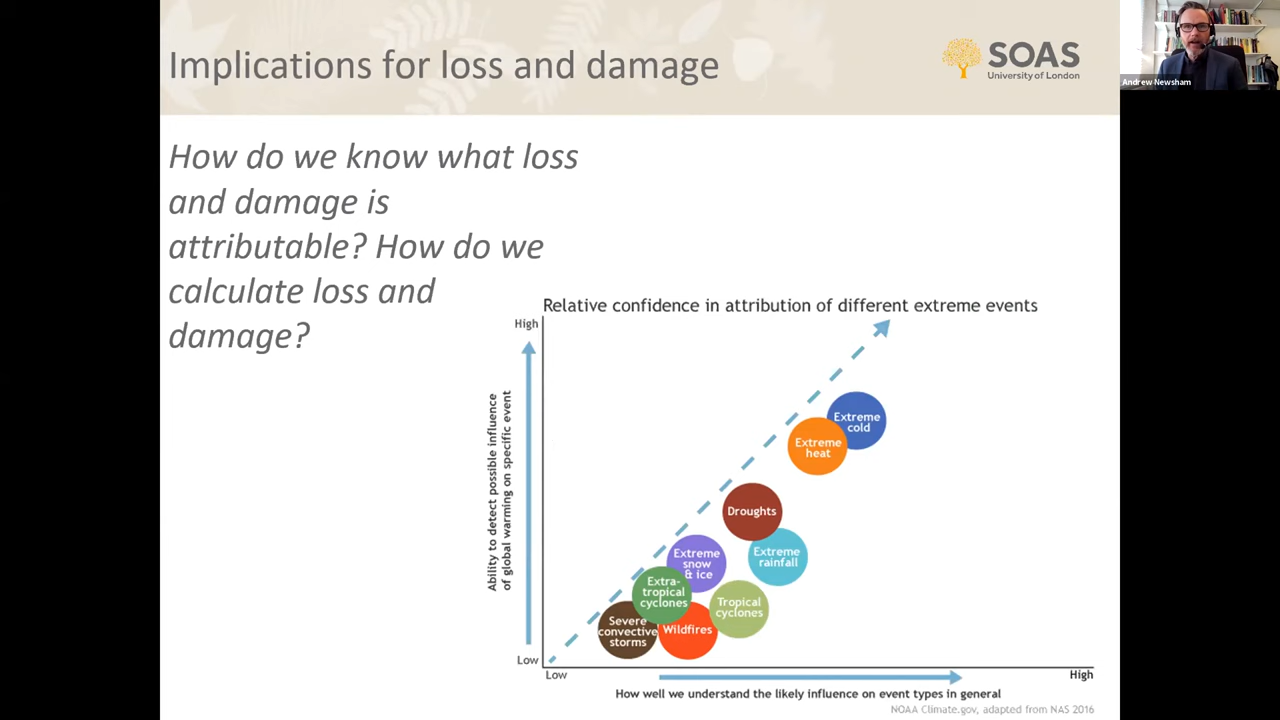 Implications for loss and damage
SOAS
University of London
Andrew Newsham
How do we know what loss
and damage is
attributable? How do we
calculate loss and
damage?
Relative confidence in attribution of different extreme events
High
Ability to detect possible influence
of global warming on specific event
Extreme
cold
Extreme
heat
Droughts
Extreme
snow
& ice
Extreme
rainfall
Extra-
tropical
cyclones
Tropical
cyclones
Severe
convective
storms
Wildfires
Low
Low
High
How well we understand the likely influence on event types in general
NOAA Climate.gov, adapted from NAS 2016